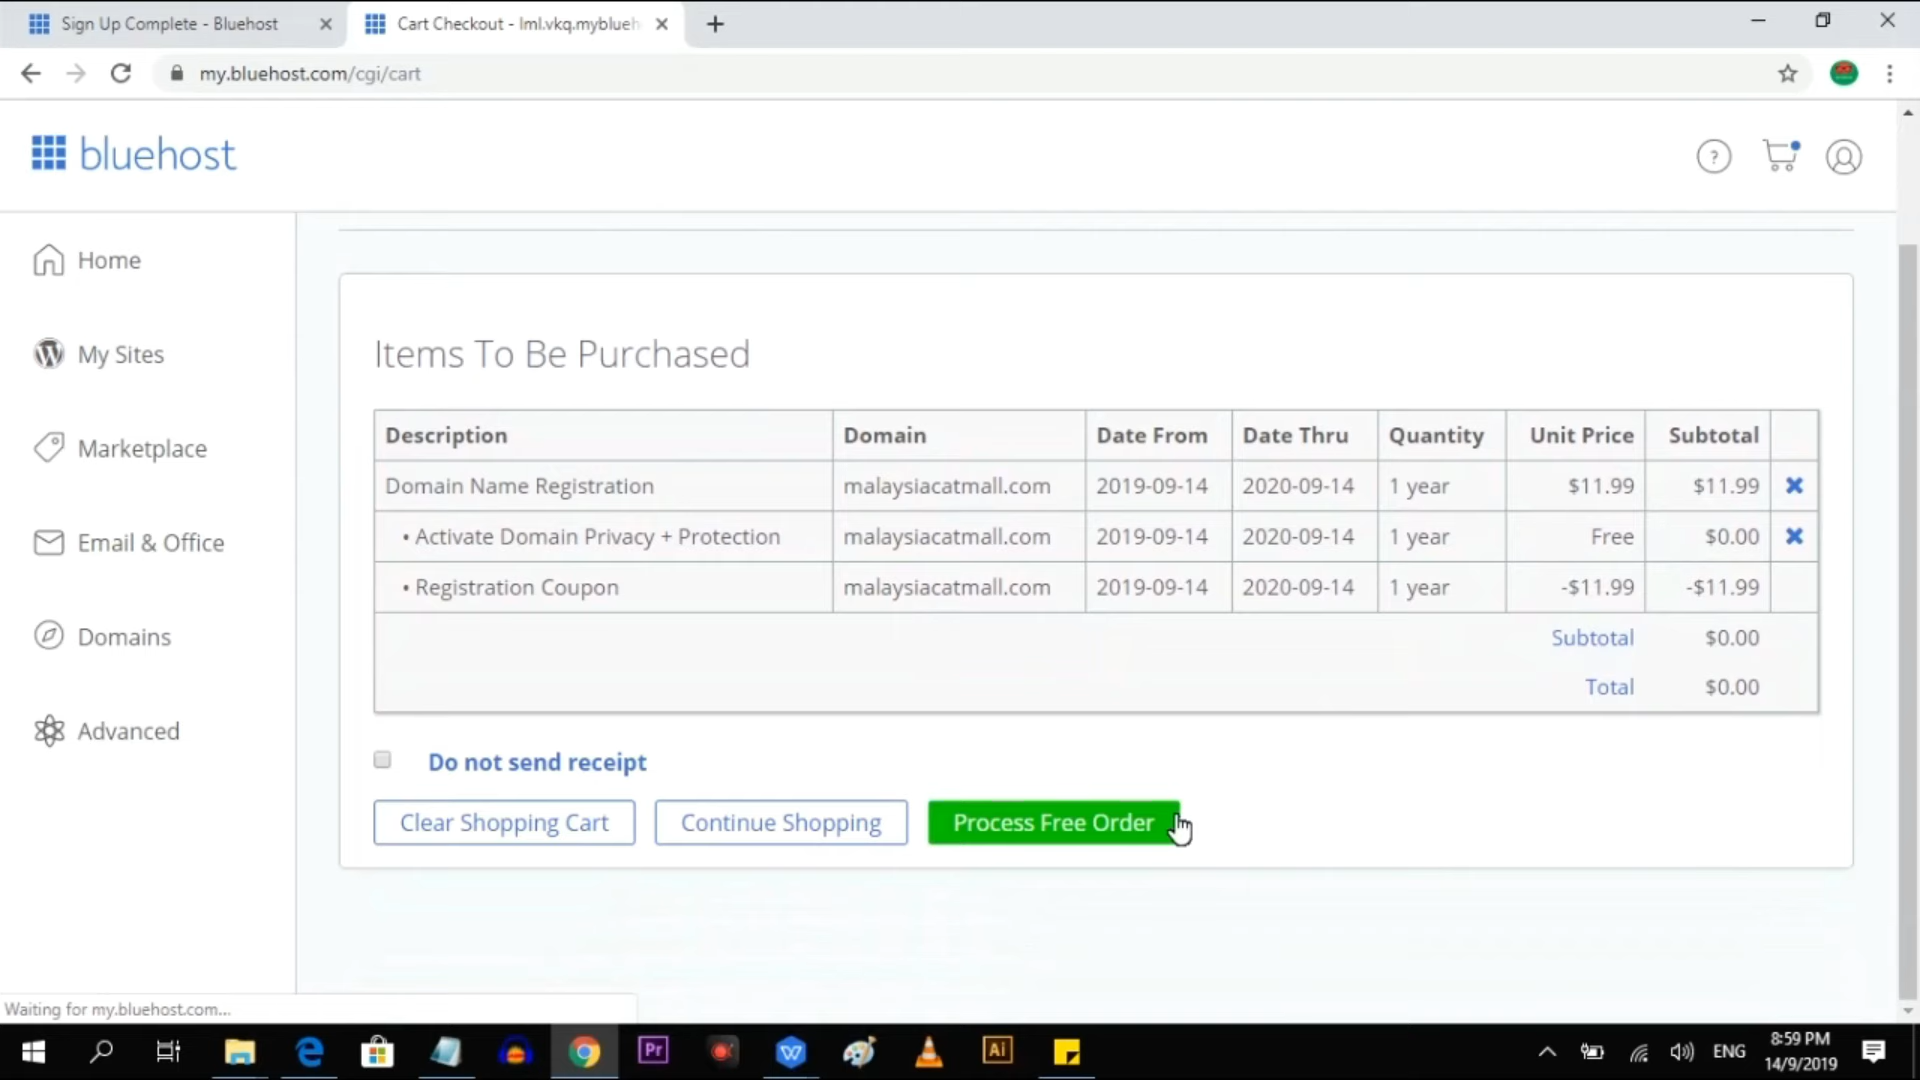 Sign Up Complete - Bluehost
Cart Checkout - lml.vkq.myblueh
my.bluehost.com/cgi/cart
bluehost
?
Home
My Sites
Marketplace
Email & Office
Domains
Advanced
Items To Be Purchased
Description Domain Date From Date Thru Quantity Unit Price Subtotal
Domain Name Registration malaysiacatmall.com 2019-09-14 2020-09-14 1 year $11.99 $11.99
• Activate Domain Privacy + Protection malaysiacatmall.com 2019-09-14 2020-09-14 1 year Free $0.00
• Registration Coupon malaysiacatmall.com 2019-09-14 2020-09-14 1 year -$11.99 -$11.99
Subtotal $0.00
Total $0.00
Do not send receipt
Clear Shopping Cart Continue Shopping Process Free Order
Waiting for my.bluehost.com...
Pr
W
Ai
ENG
8:59 PM
14/9/2019